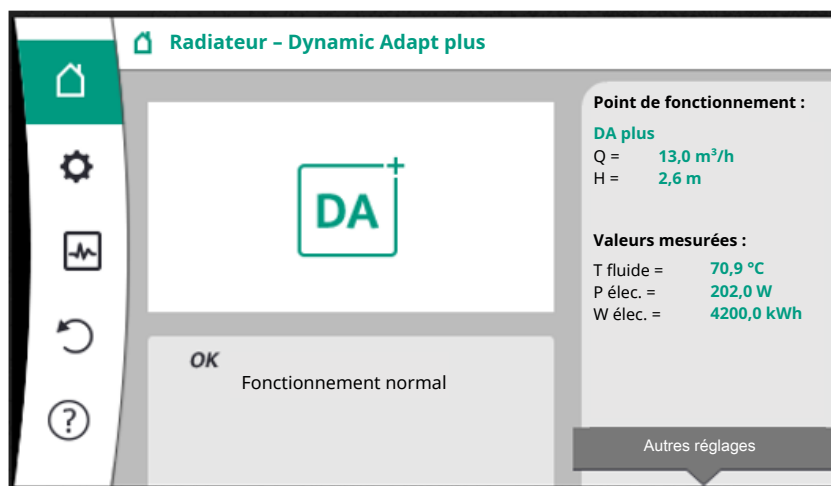 Radiateur – Dynamic Adapt plus
DA+
OK
Fonctionnement normal
Point de fonctionnement :
DA plus
Q = 13,0 m³/h
H = 2,6 m
Valeurs mesurées :
T fluide = 70,9 °C
P élec. = 202,0 W
W élec. = 4200,0 kWh
Autres réglages
?